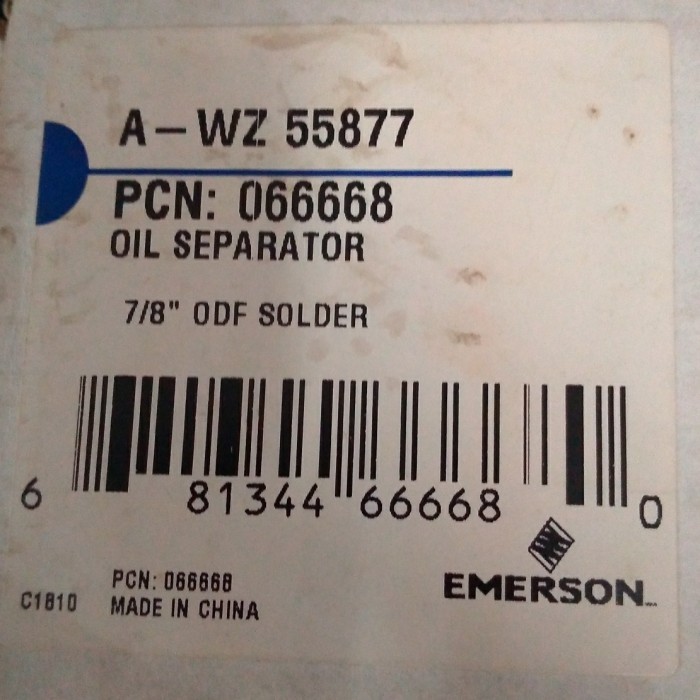 A-WZ 55877
PCN: 066668
OIL SEPARATOR
7/8" ODF SOLDER
6 81344 66668 0
PCN: 066668
C1810 MADE IN CHINA
EMERSON